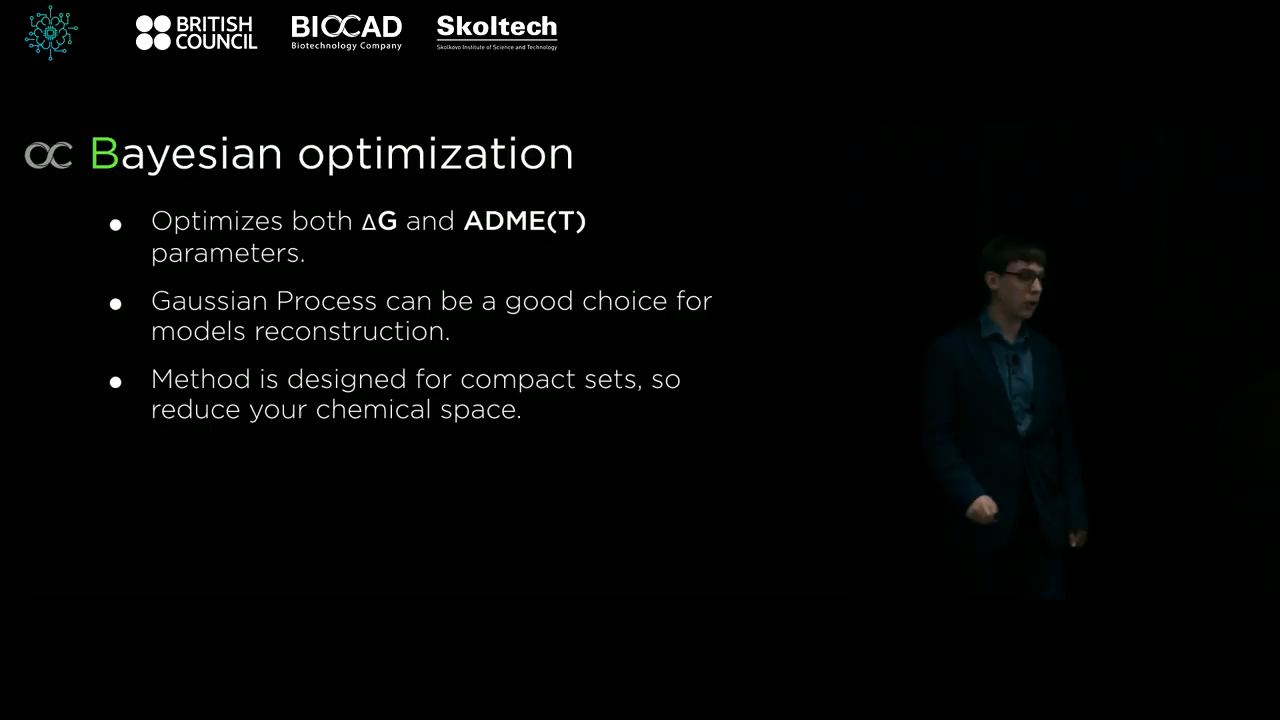 BRITISH
COUNCIL
BIOCAD
Biotechnology Company
Skoltech
Skolkovo Institute of Science and Technology
Bayesian optimization
● Optimizes both ΔG and ADME(T)
parameters.
● Gaussian Process can be a good choice for
models reconstruction.
● Method is designed for compact sets, so
reduce your chemical space.